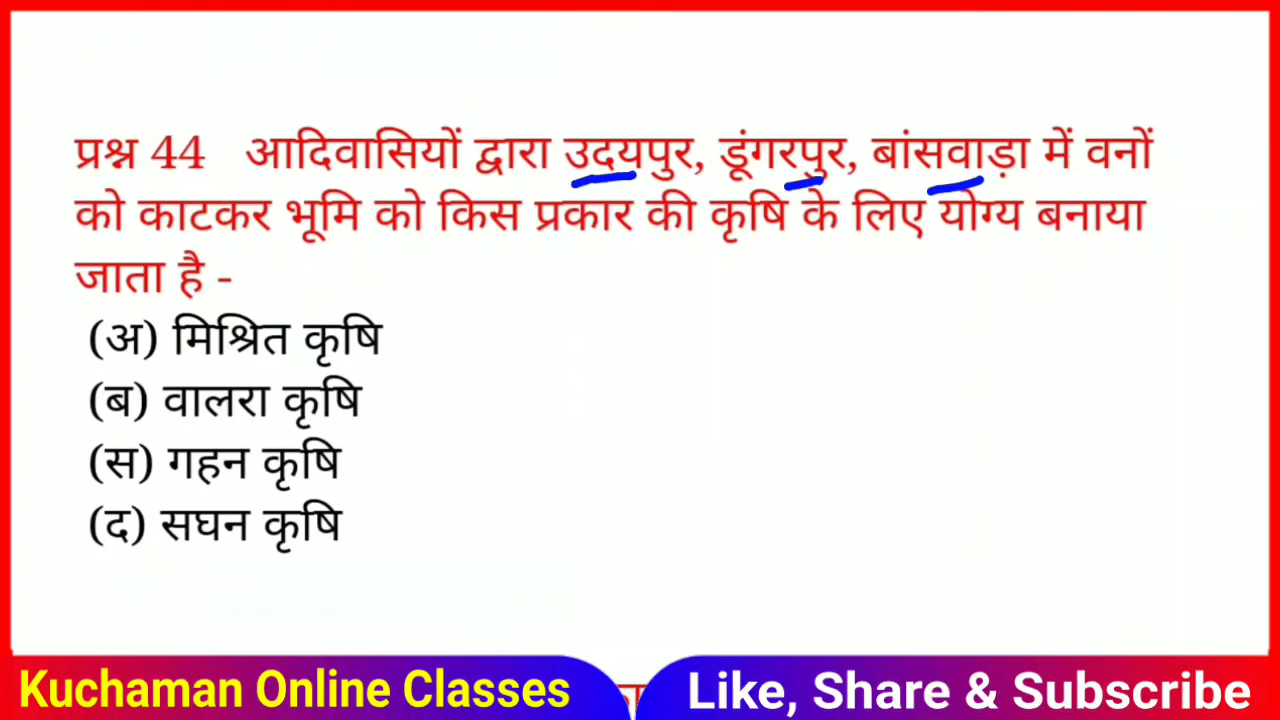 प्रश्न 44 आदिवासियों द्वारा उदयपुर, डूंगरपुर, बांसवाड़ा में वनों
को काटकर भूमि को किस प्रकार की कृषि के लिए योग्य बनाया
जाता है -
(अ) मिश्रित कृषि
(ब) वालरा कृषि
(स) गहन कृषि
(द) सघन कृषि
Kuchaman Online Classes
Like, Share & Subscribe